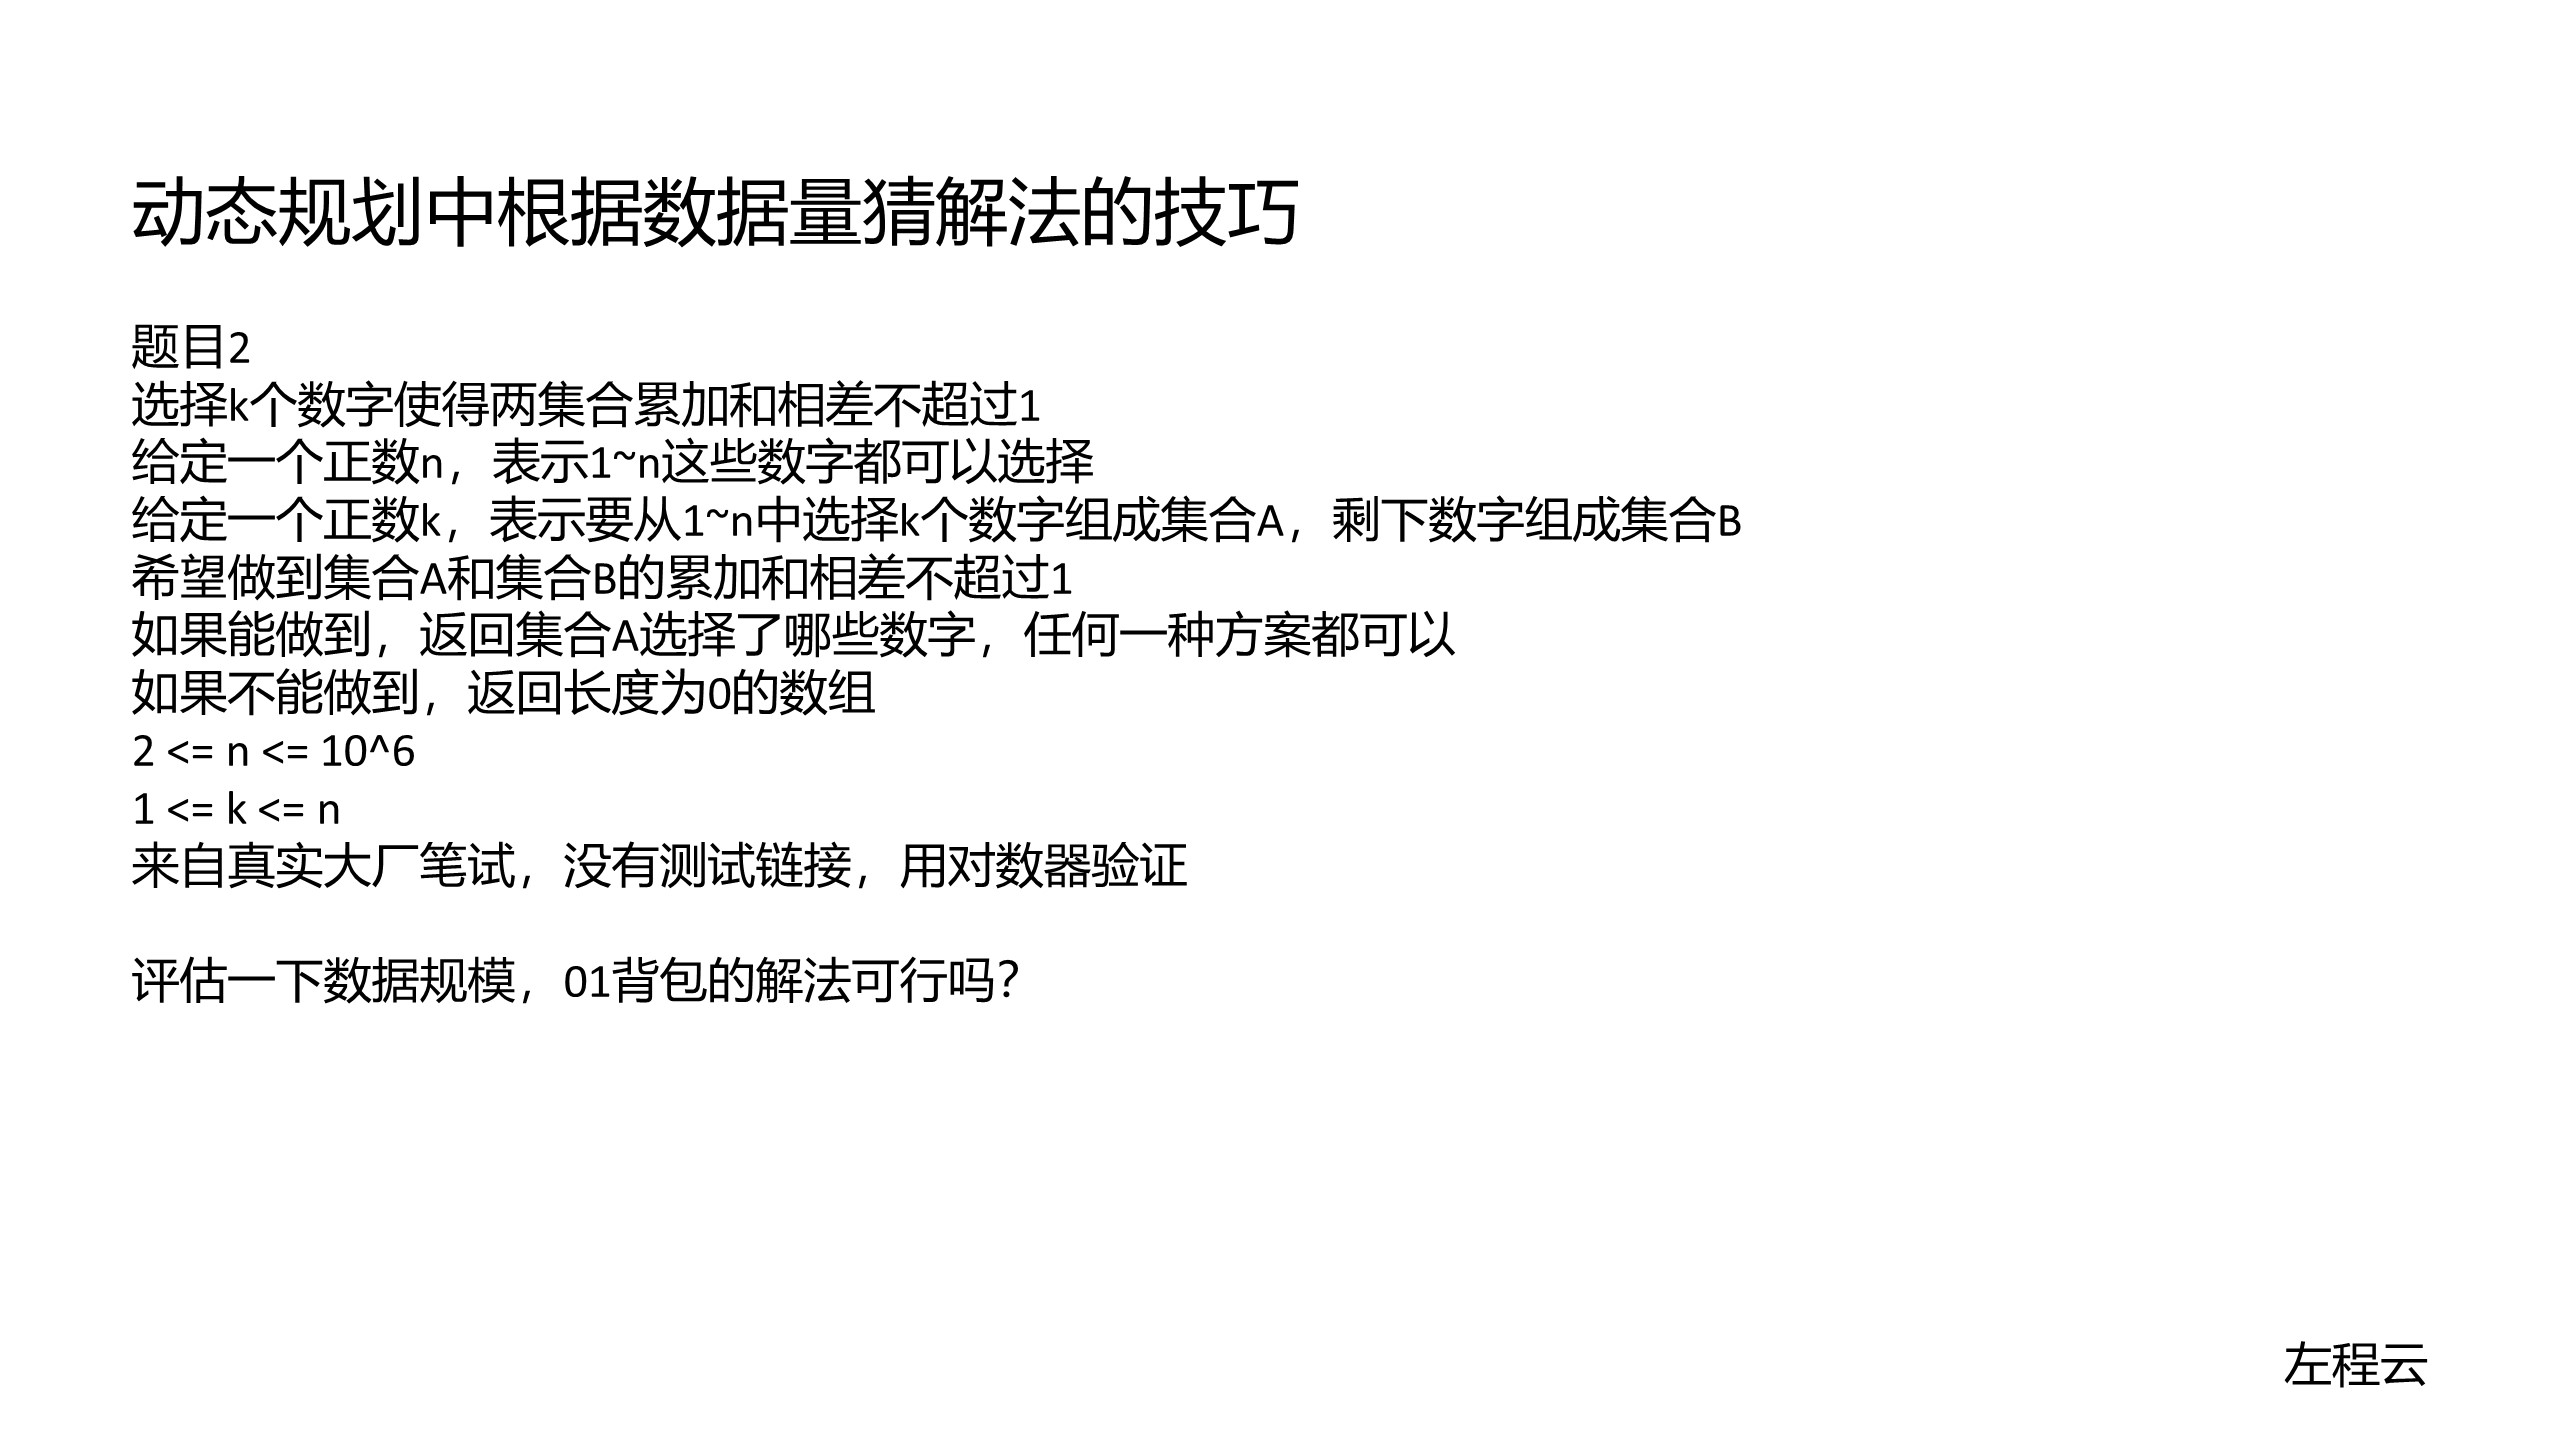 动态规划中根据数据量猜解法的技巧
题目2
选择k个数字使得两集合累加和相差不超过1
给定一个正数n，表示1~n这些数字都可以选择
给定一个正数k，表示要从1~n中选择k个数字组成集合A，剩下数字组成集合B
希望做到集合A和集合B的累加和相差不超过1
如果能做到，返回集合A选择了哪些数字，任何一种方案都可以
如果不能做到，返回长度为0的数组
2 <= n <= 10^6
1 <= k <= n
来自真实大厂笔试，没有测试链接，用对数器验证
评估一下数据规模，01背包的解法可行吗？
左程云